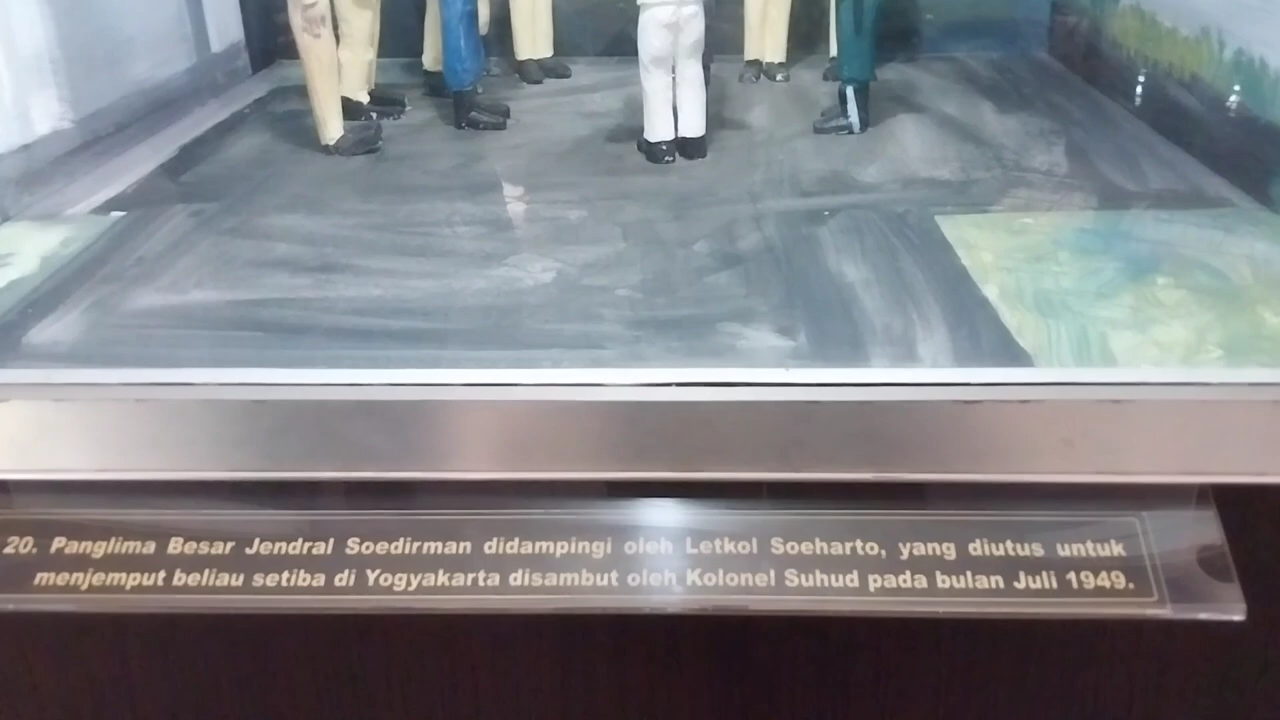 20. Panglima Besar Jendral Soedirman didampingi oleh Letkol Soeharto, yang diutus untuk
menjemput beliau setiba di Yogyakarta disambut oleh Kolonel Suhud pada bulan Juli 1949.